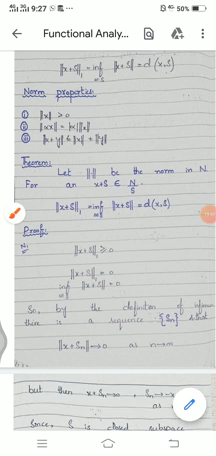 9:27
50%
Functional Analy...
‖x+S‖₁ = inf ‖x+S‖ = d(x,S)
Norm properties
① ‖x‖ ≥ 0
② ‖αx‖ = |α|‖x‖
③ ‖x+y‖ ≤ ‖x‖ + ‖y‖
Theorem:
Let ‖·‖ be the norm in N.
For an x+S ∈ N/S
‖x+S‖₁ = inf ‖x+S‖ = d(x,S)
Proof:
N₁ ‖x+S‖₁ ≥ 0
‖x+S‖₁ = 0
inf ‖x+S‖ = 0
So, by the definition of
there is a sequence {Sn}
‖x+Sn‖ → 0 as n→∞
but then x+Sn→0, Sn→-x
as
Since, S is closed subspace